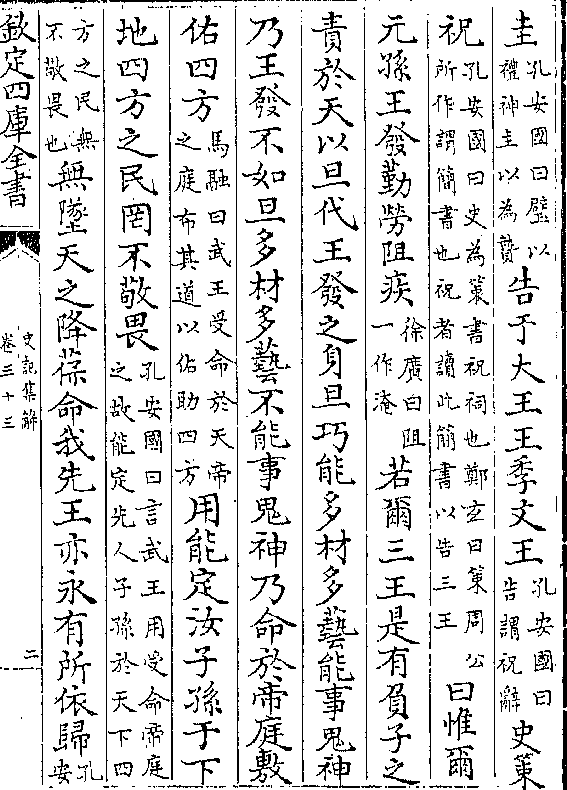 圭孔安國曰璧以禮神圭以為贄告于大王王季文王孔安國曰告謂祝辭史策
祝孔安國曰史為策書祝祠也鄭玄曰策周公所作謂簡書也祝者讀此簡書以告三王曰惟爾
元孫王發勤勞阻疾徐廣曰阻一作淹若爾三王是有負子之
責於天以旦代王發之身旦巧能多材多藝能事鬼神
乃王發不如旦多材多藝不能事鬼神乃命於帝庭敷
佑四方馬融曰武王受命於天帝之庭布其道以佑助四方用能定汝子孫于下
地四方之民罔不敬畏孔安國曰言武王用受命帝庭之故能定先人子孫於天下四
方之民無不敬畏也無墜天之降葆命我先王亦永有所依歸孔安
欽定四庫全書
史記集解
卷三十三
二